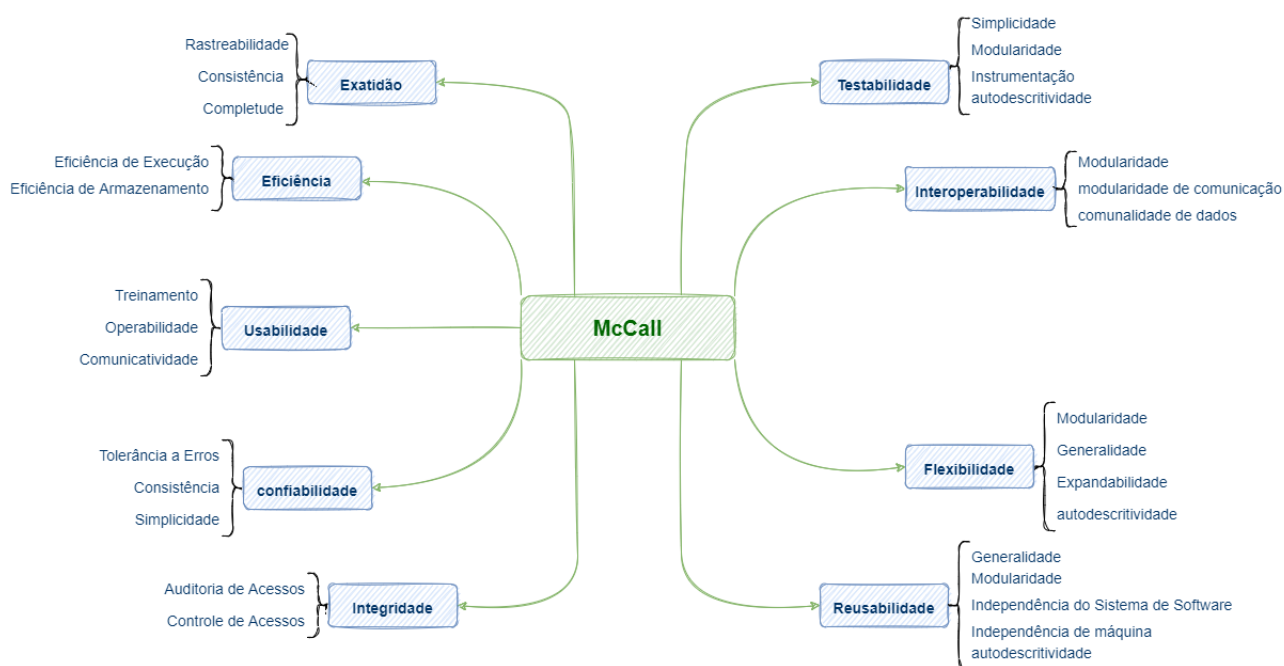 Rastreabilidade
Consistência
Completude
Exatidão
Eficiência de Execução
Eficiência de Armazenamento
Eficiência
Treinamento
Operabilidade
Comunicatividade
Usabilidade
Tolerância a Erros
Consistência
Simplicidade
confiabilidade
Auditoria de Acessos
Controle de Acessos
Integridade
McCall
Testabilidade
Simplicidade
Modularidade
Instrumentação
autodescritividade
Interoperabilidade
Modularidade
modularidade de comunicação
comunalidade de dados
Flexibilidade
Modularidade
Generalidade
Expandabilidade
autodescritividade
Reusabilidade
Generalidade
Modularidade
Independência do Sistema de Software
Independência de máquina
autodescritividade